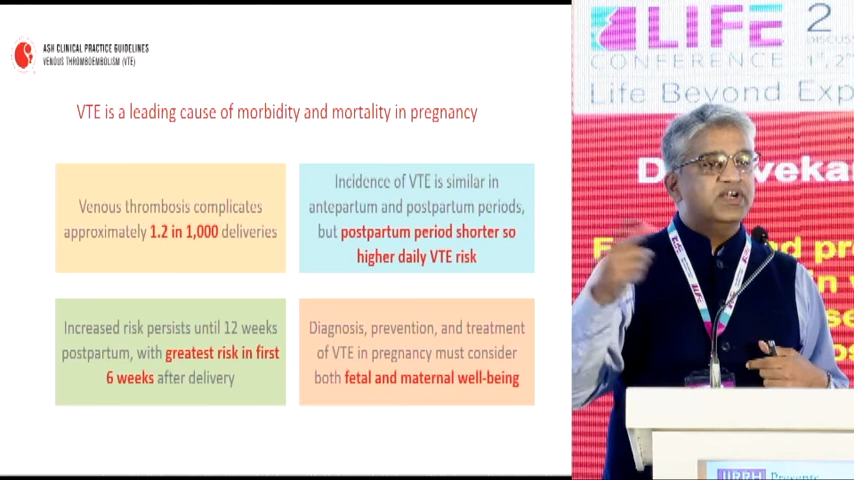 ASH CLINICAL PRACTICE GUIDELINES
VENOUS THROMBOEMBOLISM (VTE)
VTE is a leading cause of morbidity and mortality in pregnancy
Venous thrombosis complicates
approximately 1.2 in 1,000 deliveries
Incidence of VTE is similar in
antepartum and postpartum periods,
but postpartum period shorter so
higher daily VTE risk
Increased risk persists until 12 weeks
postpartum, with greatest risk in first
6 weeks after delivery
Diagnosis, prevention, and treatment
of VTE in pregnancy must consider
both fetal and maternal well-being
LIFE 2
CONFERENCE
Life Beyond
LIFE
Presents